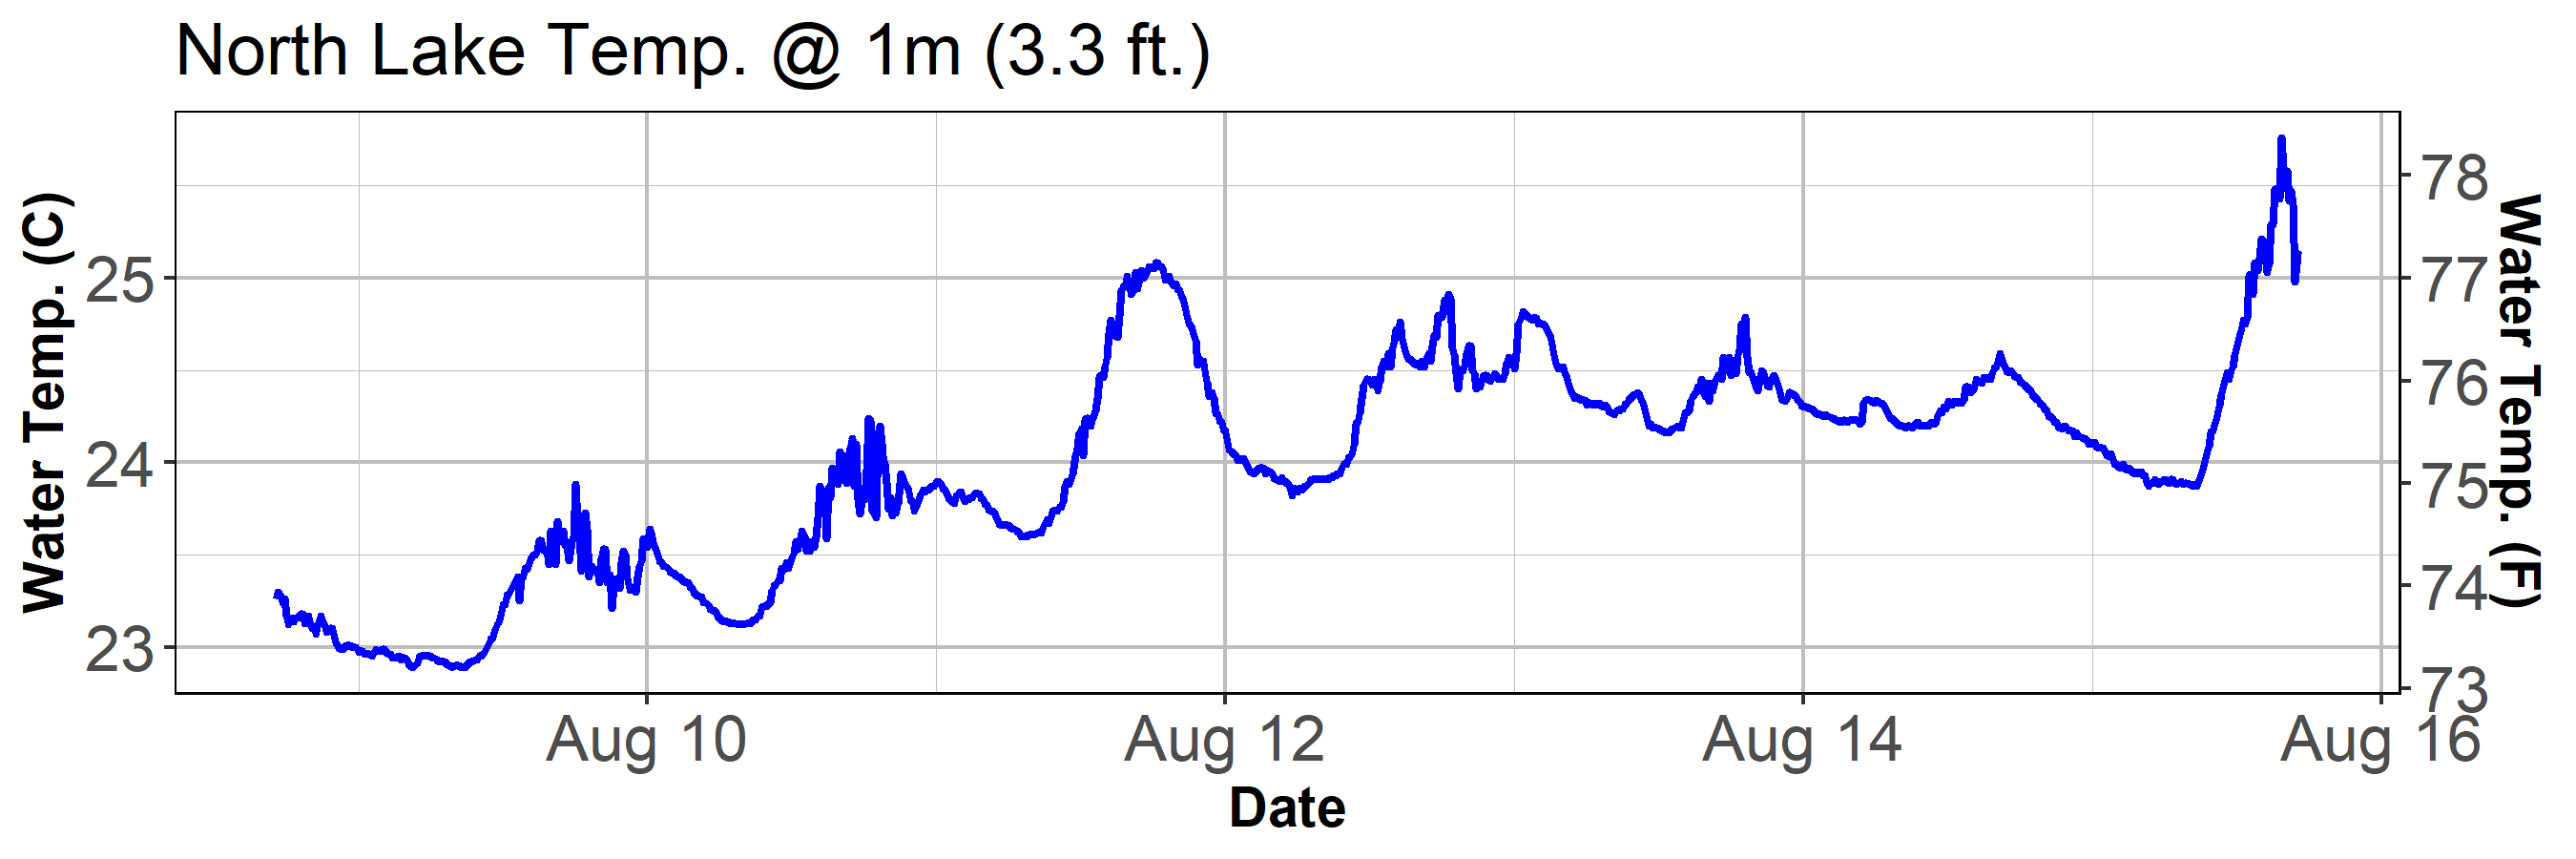 North Lake Temp. @ 1m (3.3 ft.)
Water Temp. (C)
25
24
23
78
77
76
75
74
73
Water Temp. (F)
Aug 10
Aug 12
Aug 14
Aug 16
Date